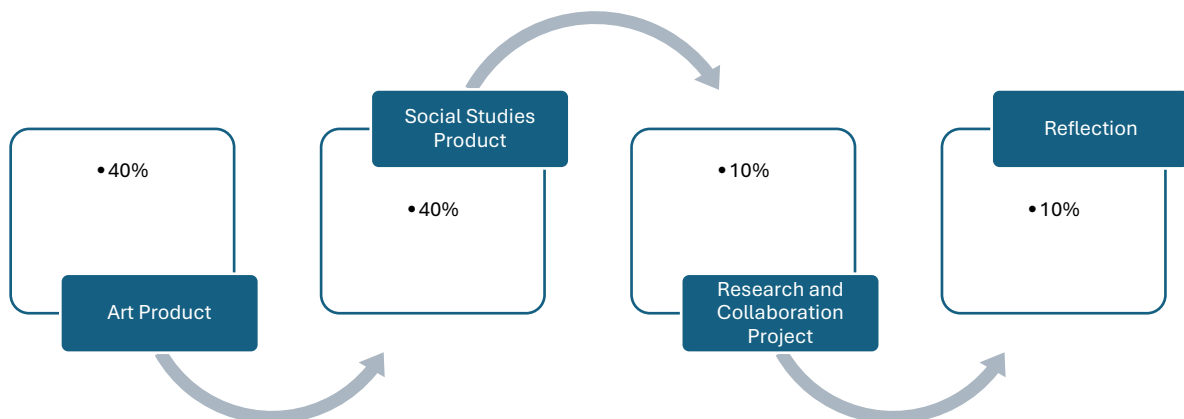 • 40%
Art Product
Social Studies
Product
• 40%
• 10%
Research and
Collaboration
Project
Reflection
• 10%